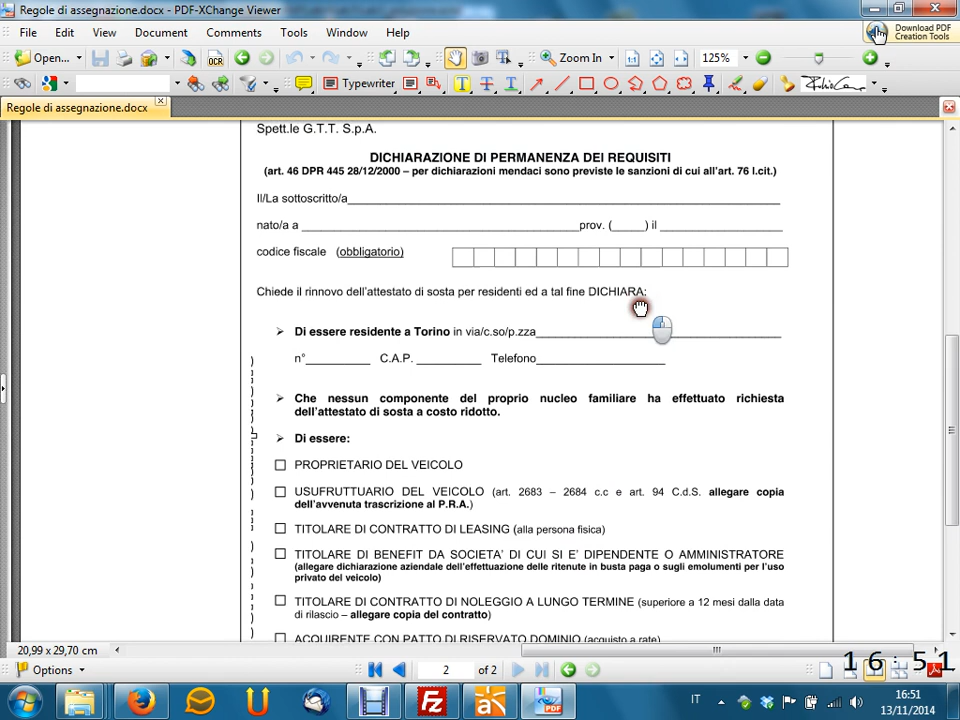 Regole di assegnazione.docx - PDF-XChange Viewer
File Edit View Document Comments Tools Window Help
Download PDF
Creation Tools
Open... OCR Zoom In 125%
Typewriter
Regole di assegnazione.docx
Spett.le G.T.T. S.p.A.
DICHIARAZIONE DI PERMANENZA DEI REQUISITI
(art. 46 DPR 445 28/12/2000 – per dichiarazioni mendaci sono previste le sanzioni di cui all'art. 76 l.cit.)
Il/La sottoscritto/a
nato/a a prov. ( ) il
codice fiscale (obbligatorio)
Chiede il rinnovo dell'attestato di sosta per residenti ed a tal fine DICHIARA:
Di essere residente a Torino in via/c.so/p.zza
n° C.A.P. Telefono
Che nessun componente del proprio nucleo familiare ha effettuato richiesta
dell'attestato di sosta a costo ridotto.
Di essere:
PROPRIETARIO DEL VEICOLO
USUFRUTTUARIO DEL VEICOLO (art. 2683 – 2684 c.c e art. 94 C.d.S. allegare copia
dell'avvenuta trascrizione al P.R.A.)
TITOLARE DI CONTRATTO DI LEASING (alla persona fisica)
TITOLARE DI BENEFIT DA SOCIETA' DI CUI SI E' DIPENDENTE O AMMINISTRATORE
(allegare dichiarazione aziendale dell'effettuazione delle ritenute in busta paga o sugli emolumenti per l'uso
privato del veicolo)
TITOLARE DI CONTRATTO DI NOLEGGIO A LUNGO TERMINE (superiore a 12 mesi dalla data
di rilascio – allegare copia del contratto)
ACQUIRENTE CON PATTO DI RISERVATO DOMINIO (acquisto a rate)
20,99 x 29,70 cm
Options 2 of 2
16:51
IT 16:51
13/11/2014